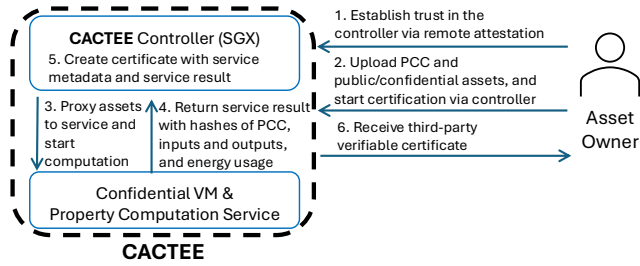 CACTEE Controller (SGX)
5. Create certificate with service
metadata and service result
3. Proxy assets
to service and
start
computation
4. Return service result
with hashes of PCC,
inputs and outputs,
and energy usage
Confidential VM &
Property Computation Service
CACTEE
1. Establish trust in the
controller via remote attestation
2. Upload PCC and
public/confidential assets, and
start certification via controller
6. Receive third-party
verifiable certificate
Asset
Owner